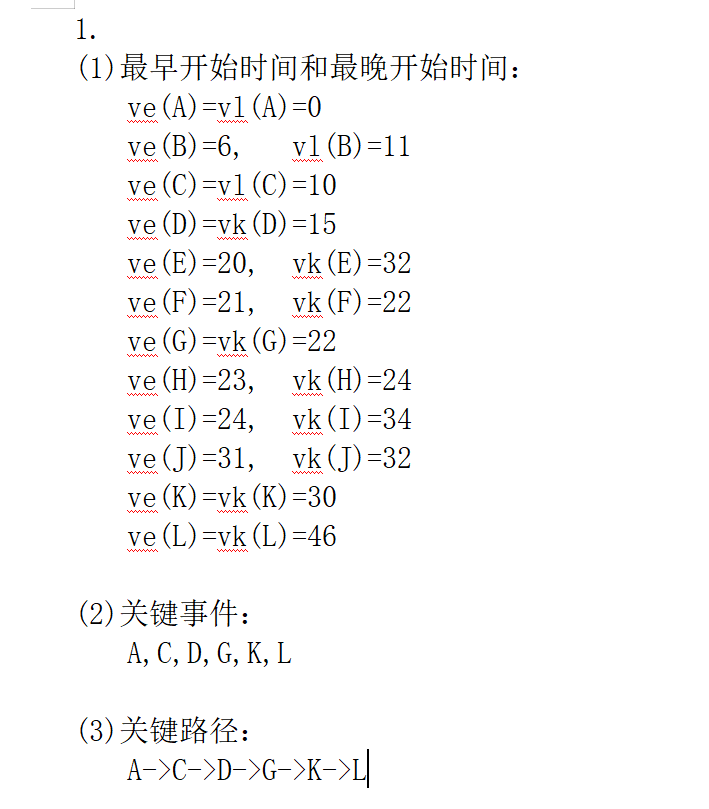 1.
(1)最早开始时间和最晚开始时间：
ve(A)=vl(A)=0
ve(B)=6, vl(B)=11
ve(C)=vl(C)=10
ve(D)=vk(D)=15
ve(E)=20, vk(E)=32
ve(F)=21, vk(F)=22
ve(G)=vk(G)=22
ve(H)=23, vk(H)=24
ve(I)=24, vk(I)=34
ve(J)=31, vk(J)=32
ve(K)=vk(K)=30
ve(L)=vk(L)=46
(2)关键事件：
A,C,D,G,K,L
(3)关键路径：
A->C->D->G->K->L